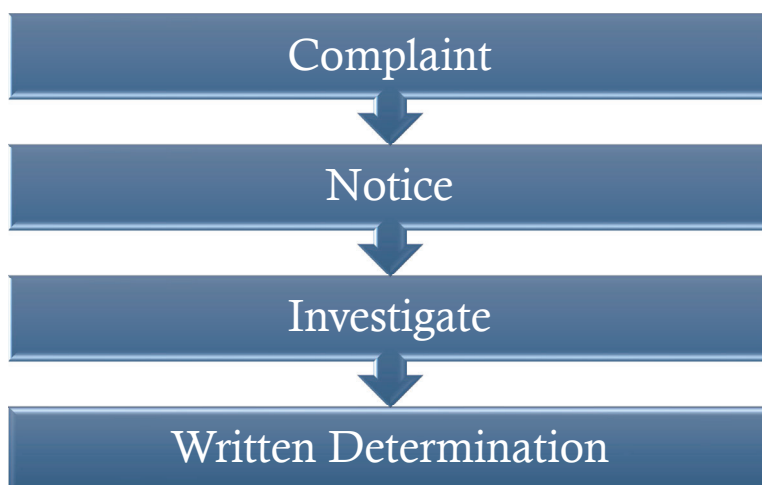 Complaint
Notice
Investigate
Written Determination